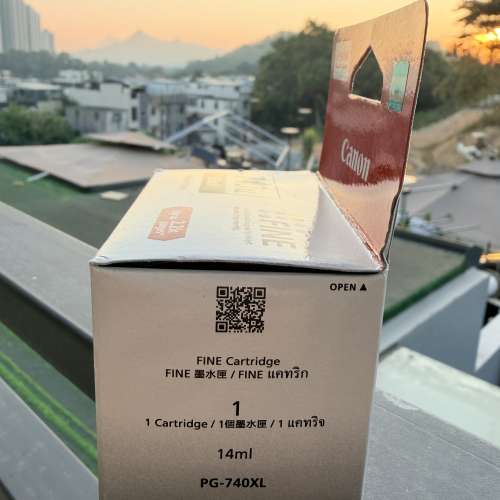 Canon
FINE
OPEN ▲
FINE Cartridge
FINE 墨水匣 / FINE แคทริก
1
1 Cartridge / 1個墨水匣 / 1 แคทริจ
14ml
PG-740XL